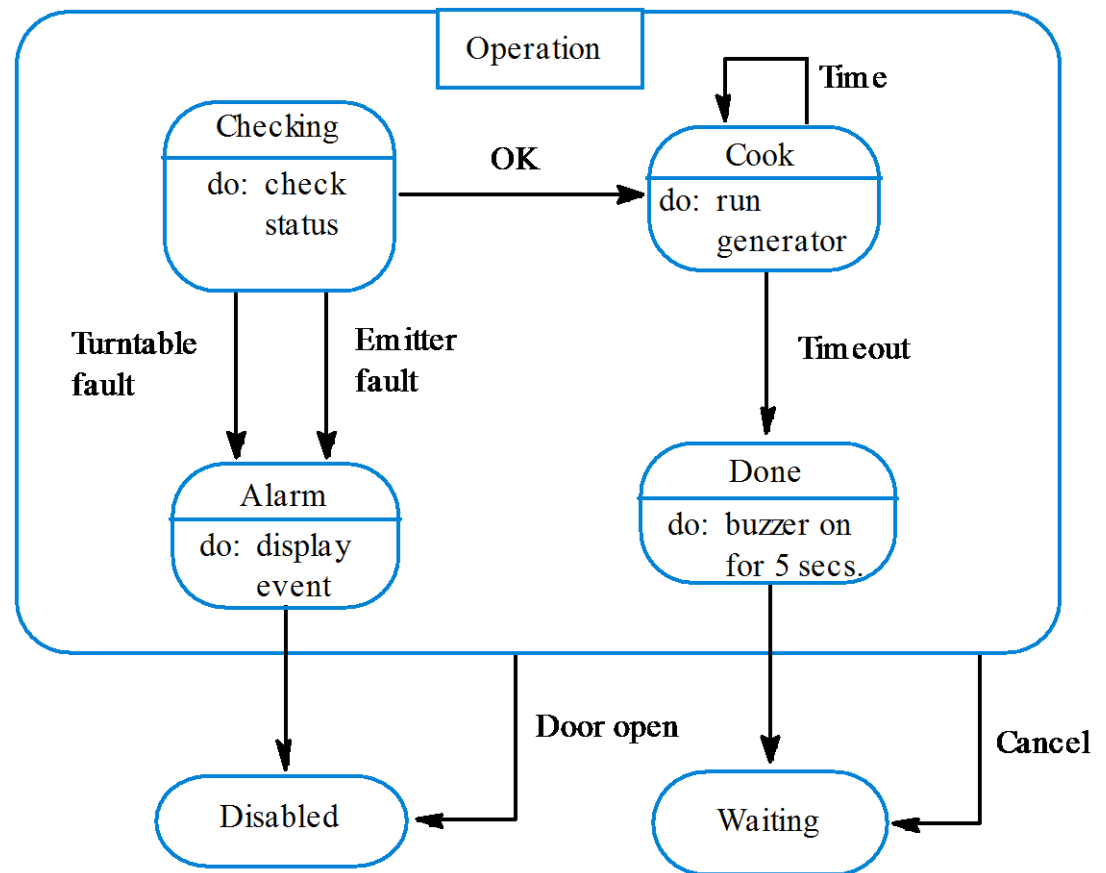 Operation
Time
Checking
do: check
status
OK
Cook
do: run
generator
Turntable
fault
Emitter
fault
Timeout
Alarm
do: display
event
Done
do: buzzer on
for 5 secs.
Door open
Cancel
Disabled
Waiting